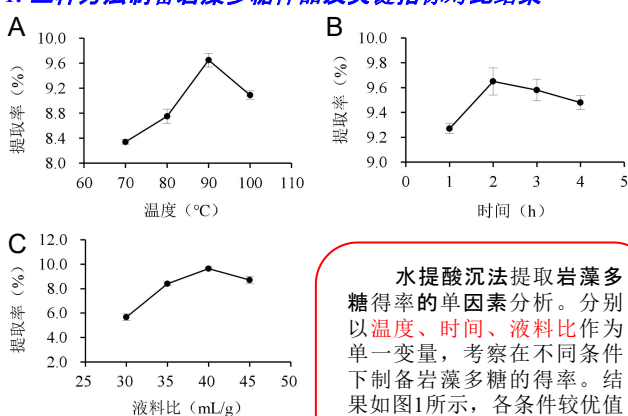 A
10.0
9.6
9.2
8.8
8.4
8.0
提取率（%）
60 70 80 90 100 110
温度（°C）
B
10.0
9.8
9.6
9.4
9.2
9.0
提取率（%）
0 1 2 3 4 5
时间（h）
C
12.0
10.0
8.0
6.0
4.0
2.0
提取率（%）
25 30 35 40 45 50
液料比（mL/g）
水提酸沉法提取岩藻多
糖得率的单因素分析。分别
以温度、时间、液料比作为
单一变量，考察在不同条件
下制备岩藻多糖的得率。结
果如图1所示，各条件较优值